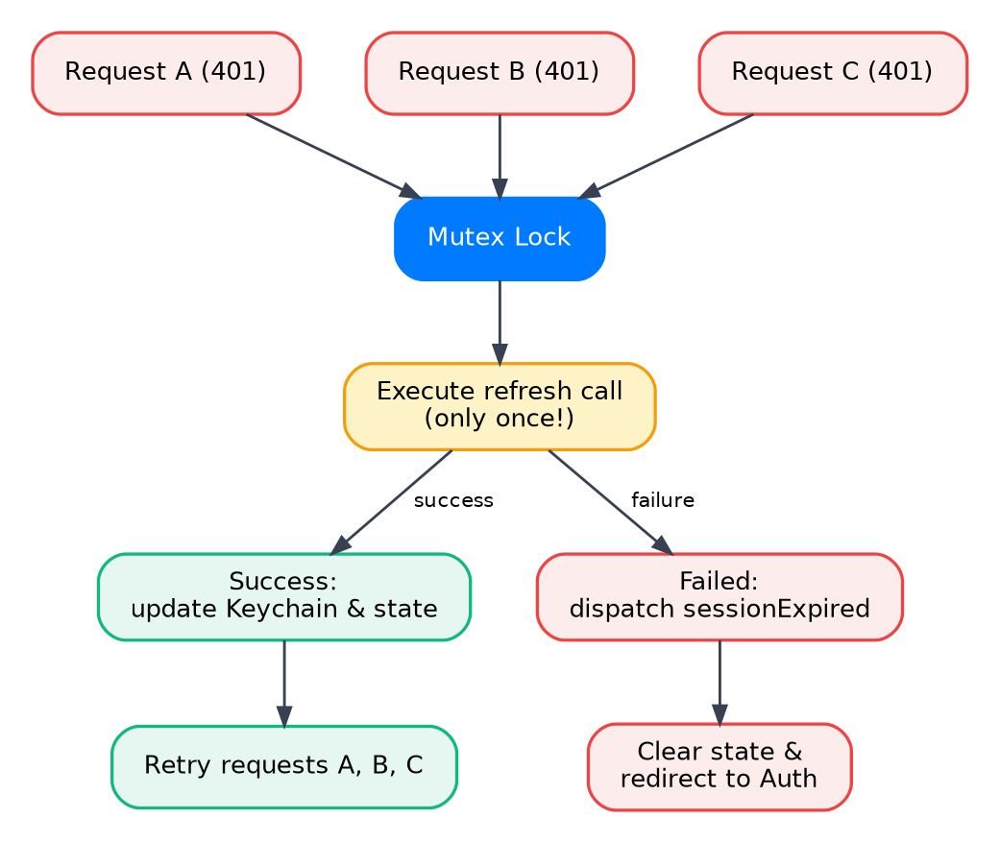 Request A (401)
Request B (401)
Request C (401)
Mutex Lock
Execute refresh call
(only once!)
success
failure
Success:
update Keychain & state
Failed:
dispatch sessionExpired
Retry requests A, B, C
Clear state &
redirect to Auth